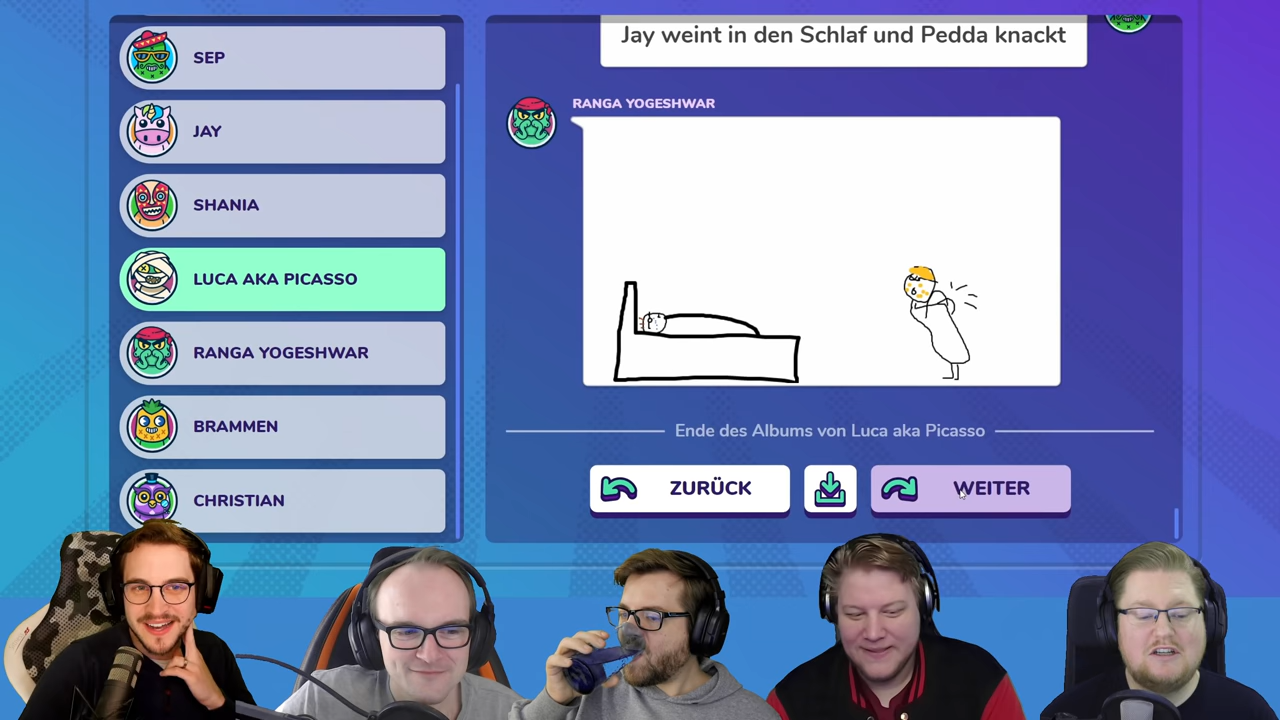 SEP
JAY
SHANIA
LUCA AKA PICASSO
RANGA YOGESHWAR
BRAMMEN
CHRISTIAN
Jay weint in den Schlaf und Pedda knackt
RANGA YOGESHWAR
Ende des Albums von Luca aka Picasso
ZURÜCK
WEITER